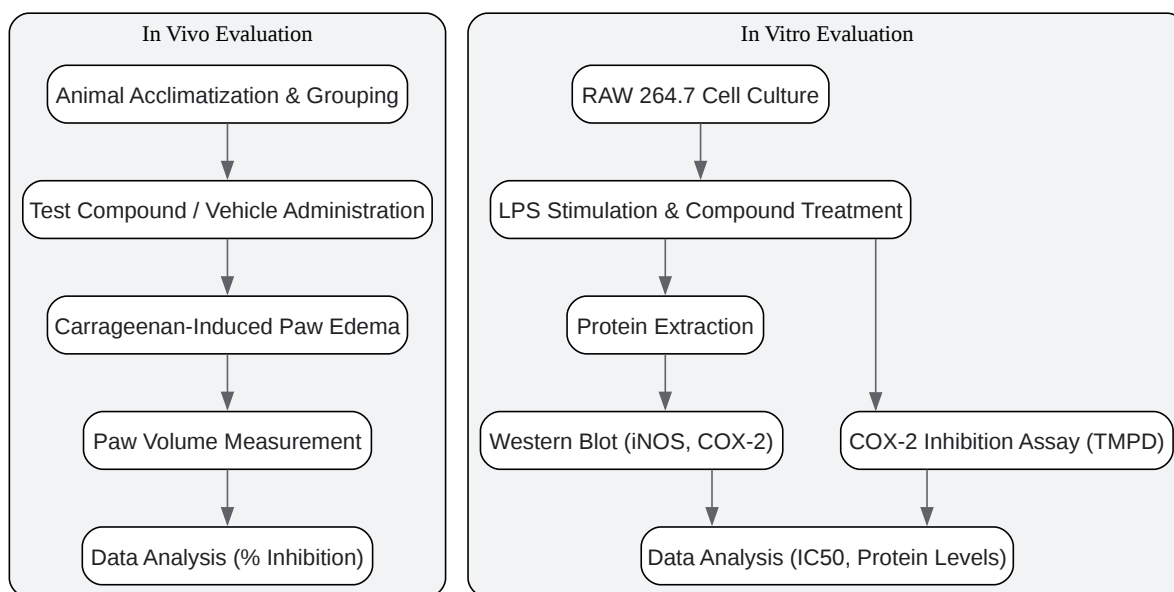 In Vivo Evaluation
Animal Acclimatization & Grouping
Test Compound / Vehicle Administration
Carrageenan-Induced Paw Edema
Paw Volume Measurement
Data Analysis (% Inhibition)
In Vitro Evaluation
RAW 264.7 Cell Culture
LPS Stimulation & Compound Treatment
Protein Extraction
Western Blot (iNOS, COX-2)
COX-2 Inhibition Assay (TMPD)
Data Analysis (IC50, Protein Levels)